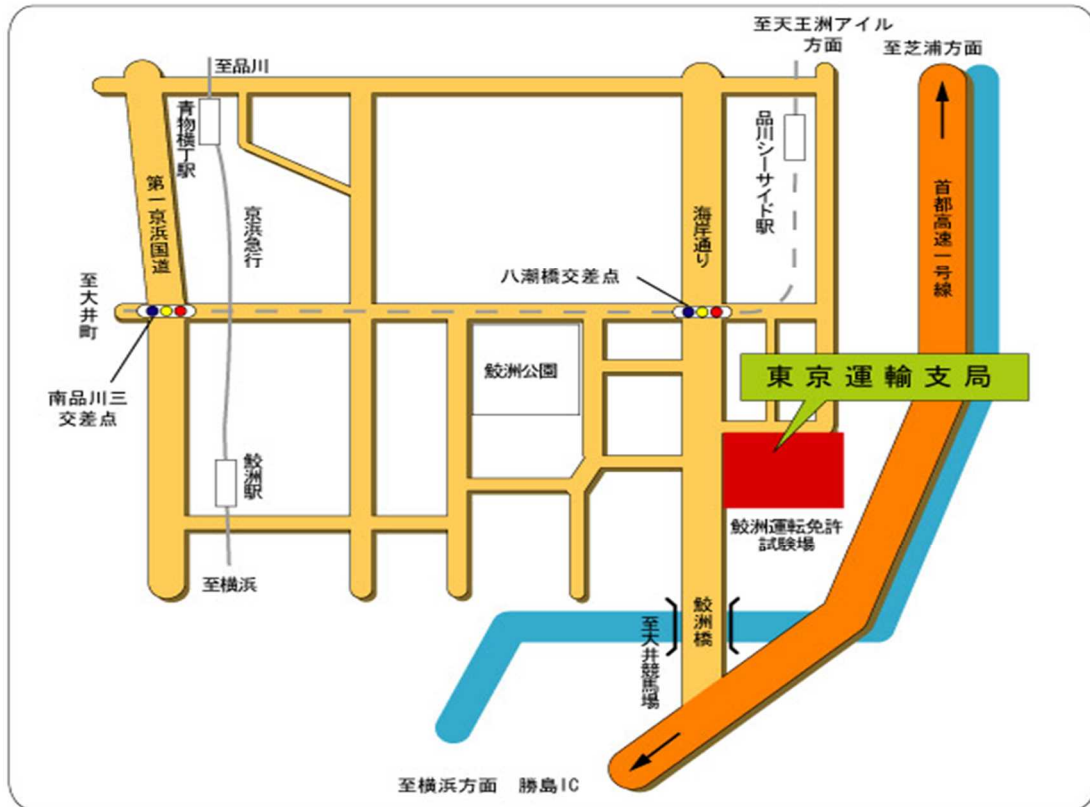 至天王洲アイル
方面
至芝浦方面
至品川
青物横丁駅
品川シーサイド駅
第一京浜国道
京浜急行
海岸通り
首都高速一号線
八潮橋交差点
至大井町
鮫洲公園
東京運輸支局
南品川三
交差点
鮫洲駅
鮫洲運転免許
試験場
至横浜
鮫洲橋
至大井競馬場
至横浜方面 勝島IC